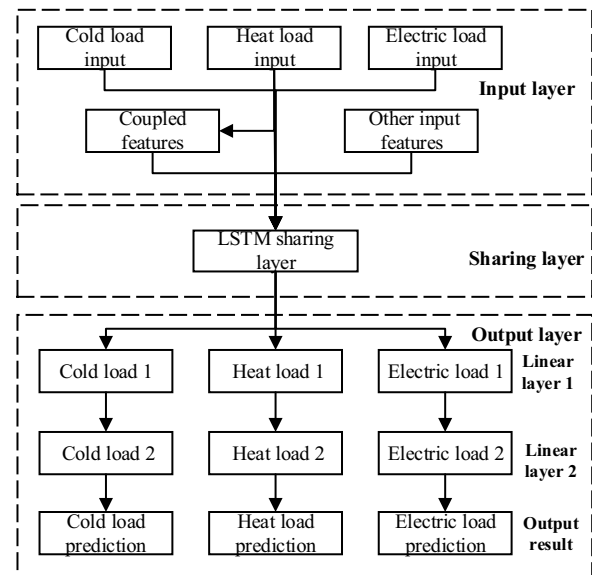 Cold load
input
Heat load
input
Electric load
input
Input layer
Coupled
features
Other input
features
LSTM sharing
layer
Sharing layer
Output layer
Cold load 1
Heat load 1
Electric load 1
Linear
layer 1
Cold load 2
Heat load 2
Electric load 2
Linear
layer 2
Cold load
prediction
Heat load
prediction
Electric load
prediction
Output
result